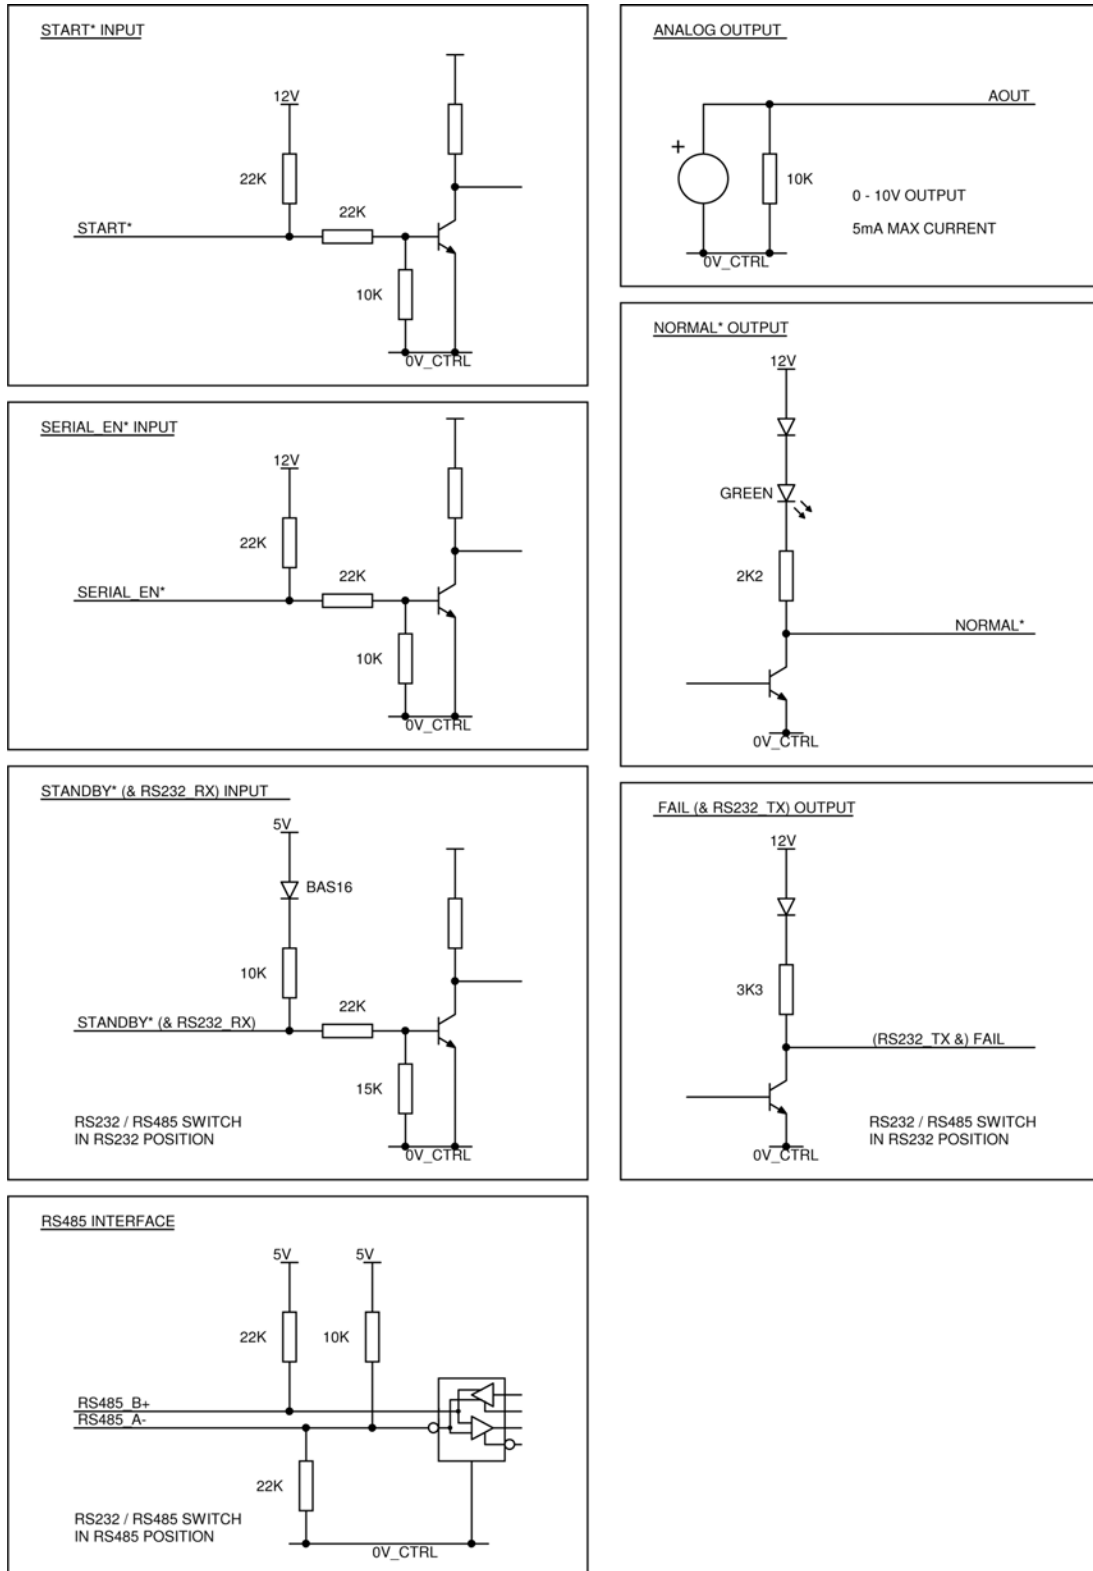 START* INPUT
12V
22K
22K
START*
10K
0V_CTRL
ANALOG OUTPUT
AOUT
+
10K
0 - 10V OUTPUT
5mA MAX CURRENT
0V_CTRL
SERIAL_EN* INPUT
12V
22K
22K
SERIAL_EN*
10K
0V_CTRL
NORMAL* OUTPUT
12V
GREEN
2K2
NORMAL*
0V_CTRL
STANDBY* (& RS232_RX) INPUT
5V
BAS16
10K
22K
STANDBY* (& RS232_RX)
15K
RS232 / RS485 SWITCH
IN RS232 POSITION
0V_CTRL
FAIL (& RS232_TX) OUTPUT
12V
3K3
(RS232_TX &) FAIL
RS232 / RS485 SWITCH
IN RS232 POSITION
0V_CTRL
RS485 INTERFACE
5V
5V
22K
10K
RS485_B+
RS485_A-
22K
RS232 / RS485 SWITCH
IN RS485 POSITION
0V_CTRL